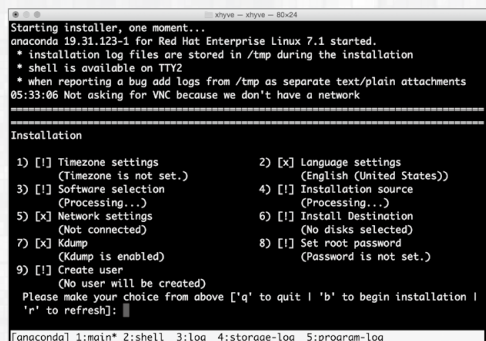 xhyve — xhyve — 80×24
Starting installer, one moment...
anaconda 19.31.123-1 for Red Hat Enterprise Linux 7.1 started.
* installation log files are stored in /tmp during the installation
* shell is available on TTY2
* when reporting a bug add logs from /tmp as separate text/plain attachments
05:33:06 Not asking for VNC because we don't have a network
================================================================================
================================================================================
Installation
1) [!] Timezone settings 2) [x] Language settings
(Timezone is not set.) (English (United States))
3) [!] Software selection 4) [!] Installation source
(Processing...) (Processing...)
5) [x] Network settings 6) [!] Install Destination
(Not connected) (No disks selected)
7) [x] Kdump 8) [!] Set root password
(Kdump is enabled) (Password is not set.)
9) [!] Create user
(No user will be created)
Please make your choice from above ['q' to quit | 'b' to begin installation |
'r' to refresh]:
[anaconda] 1:main* 2:shell 3:log 4:storage-log 5:program-log